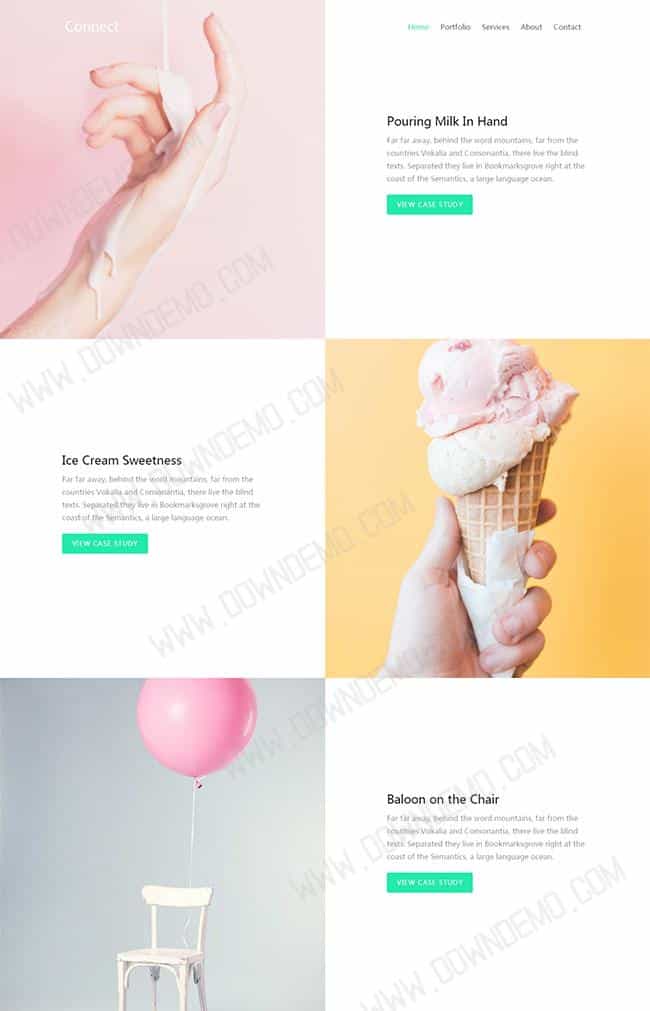 Connect
Home Portfolio Services About Contact
Pouring Milk In Hand
Far far away, behind the word mountains, far from the
countries Vokalia and Consonantia, there live the blind
texts. Separated they live in Bookmarksgrove right at the
coast of the Semantics, a large language ocean.
VIEW CASE STUDY
Ice Cream Sweetness
Far far away, behind the word mountains, far from the
countries Vokalia and Consonantia, there live the blind
texts. Separated they live in Bookmarksgrove right at the
coast of the Semantics, a large language ocean.
VIEW CASE STUDY
Baloon on the Chair
Far far away, behind the word mountains, far from the
countries Vokalia and Consonantia, there live the blind
texts. Separated they live in Bookmarksgrove right at the
coast of the Semantics, a large language ocean.
VIEW CASE STUDY
WWW.DOWNDEMO.COM
WWW.DOWNDEMO.COM
WWW.DOWNDEMO.COM
WWW.DOWNDEMO.COM
WWW.DOWNDEMO.COM
WWW.DOWNDEMO.COM